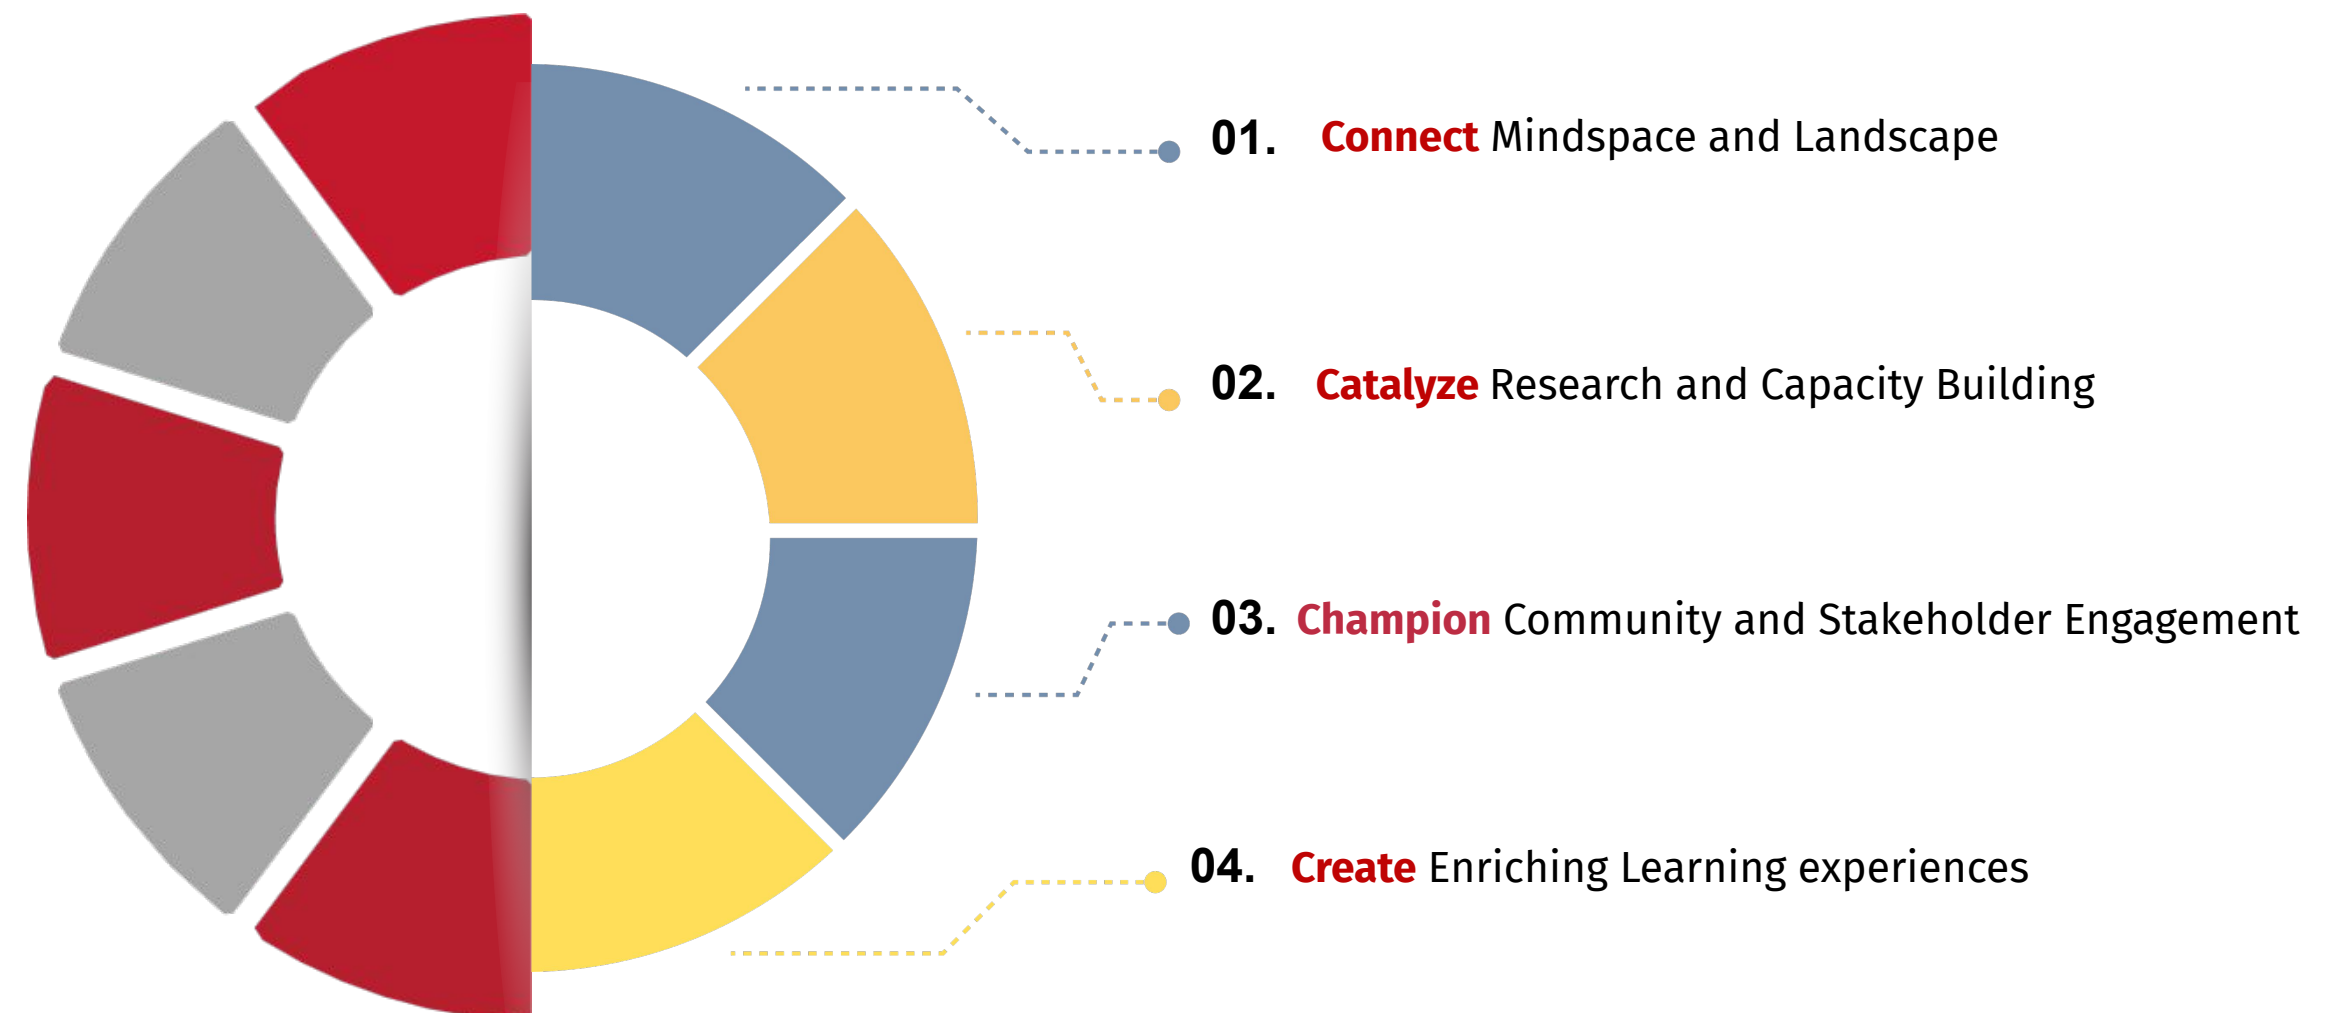 01. Connect Mindspace and Landscape
02. Catalyze Research and Capacity Building
03. Champion Community and Stakeholder Engagement
04. Create Enriching Learning experiences